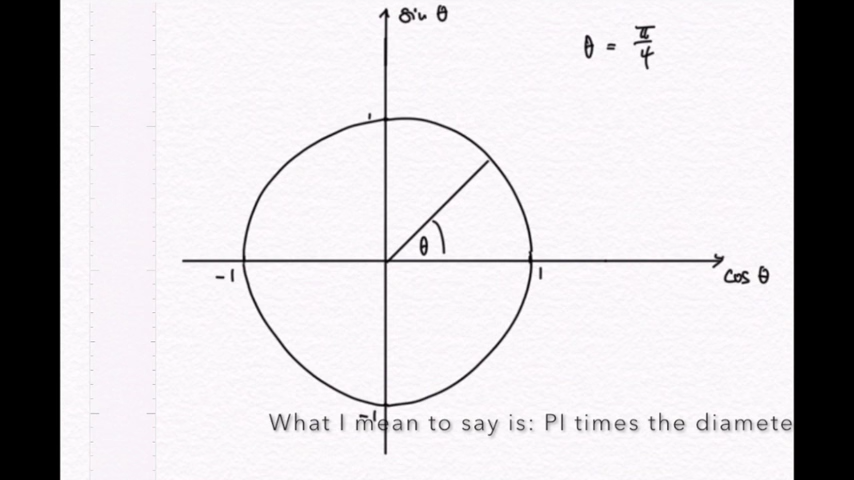 sin θ
θ = π/4
1
θ
-1
1
cos θ
-1
What I mean to say is: PI times the diamete